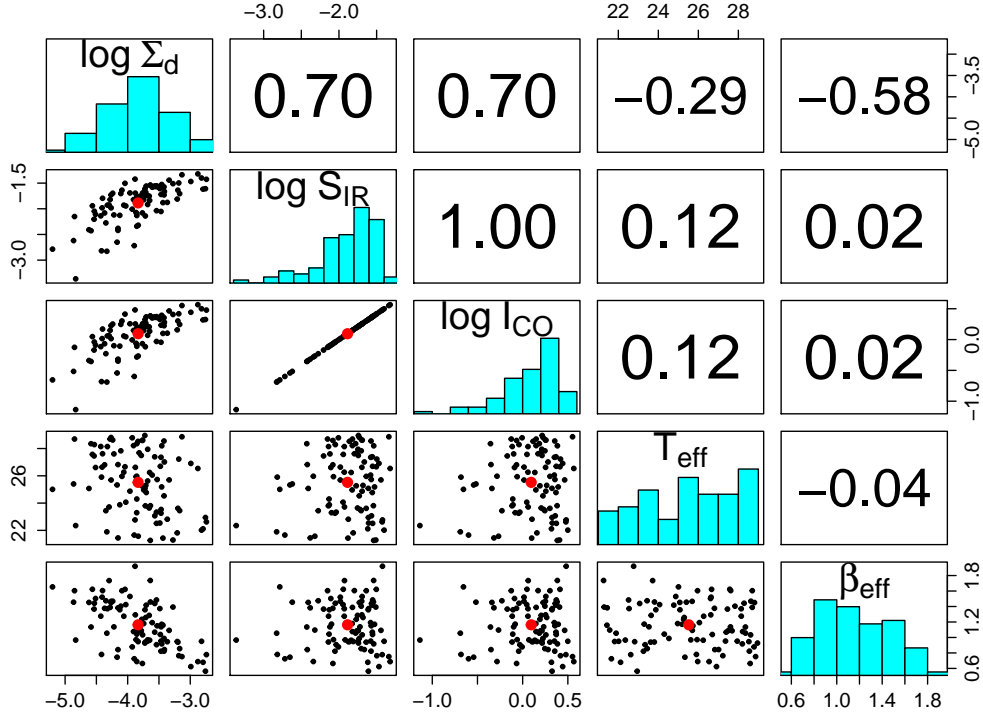 −3.0 −2.0 22 24 26 28
log Σd 0.70 0.70 −0.29 −0.58 −5.0 −3.5
−3.0 −1.5 log SIR 1.00 0.12 0.02
log ICO 0.12 0.02 −1.0 0.0
22 26 Teff −0.04
βeff 0.6 1.2 1.8
−5.0 −4.0 −3.0 −1.0 0.0 0.5 0.6 1.0 1.4 1.8